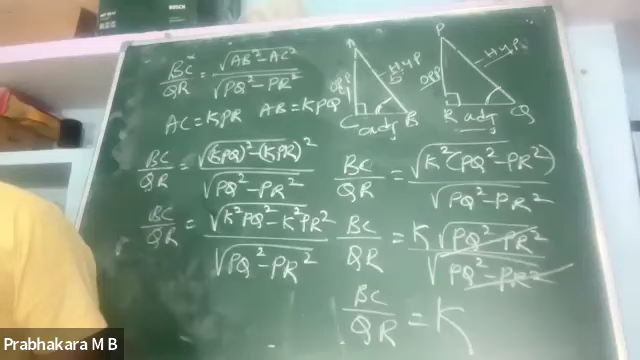 BOSCH
BC/QR = √(AB²-AC²)/√(PQ²-PR²)
AC=KPR AB=KPQ
BC/QR = √((KPQ)²-(KPR)²)/√(PQ²-PR²)
BC/QR = √(K²PQ²-K²PR²)/√(PQ²-PR²)
A
OPP
HYP
C adj B
P
OPP
HYP
R adj Q
BC/QR = √(K²(PQ²-PR²))/√(PQ²-PR²)
BC/QR = K√(PQ²-PR²)/√(PQ²-PR²)
BC/QR = K
Prabhakara M B